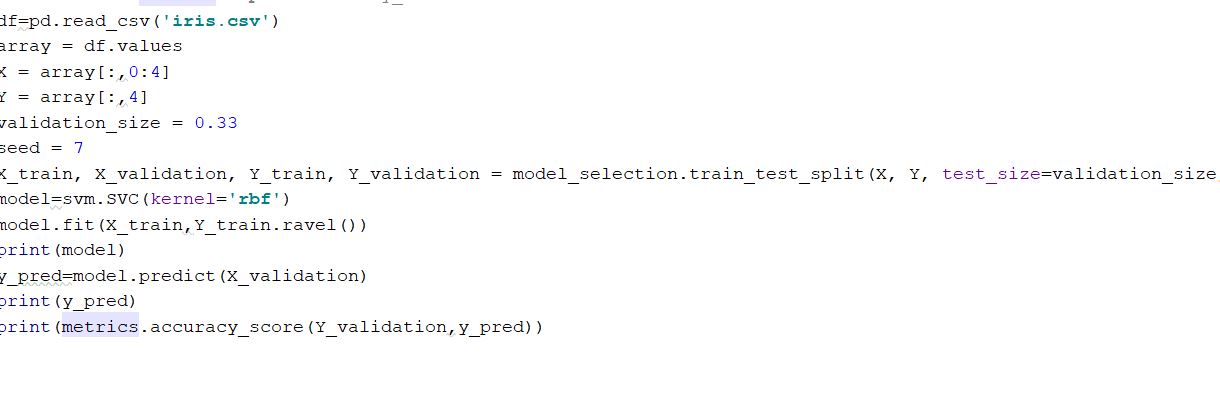 df=pd.read_csv('iris.csv')
array = df.values
X = array[:,0:4]
Y = array[:,4]
validation_size = 0.33
seed = 7
X_train, X_validation, Y_train, Y_validation = model_selection.train_test_split(X, Y, test_size=validation_size,
model=svm.SVC(kernel='rbf')
model.fit(X_train,Y_train.ravel())
print(model)
y_pred=model.predict(X_validation)
print(y_pred)
print(metrics.accuracy_score(Y_validation,y_pred))